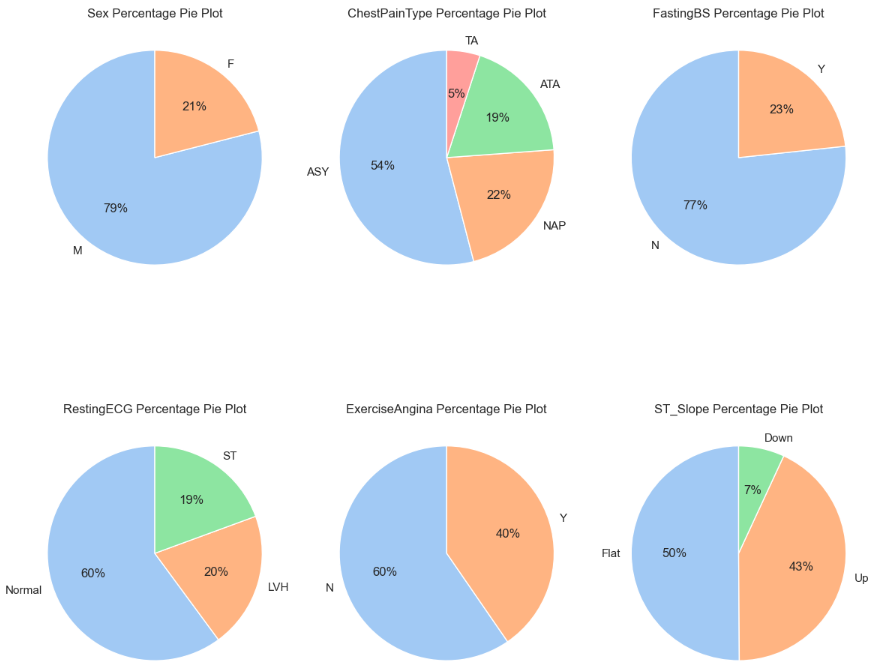 Sex Percentage Pie Plot
F
21%
79%
M
ChestPainType Percentage Pie Plot
TA
5%
ATA
19%
54%
ASY
22%
NAP
FastingBS Percentage Pie Plot
Y
23%
77%
N
RestingECG Percentage Pie Plot
ST
19%
60%
20%
Normal
LVH
ExerciseAngina Percentage Pie Plot
Y
40%
60%
N
ST_Slope Percentage Pie Plot
Down
7%
Flat
50%
43%
Up